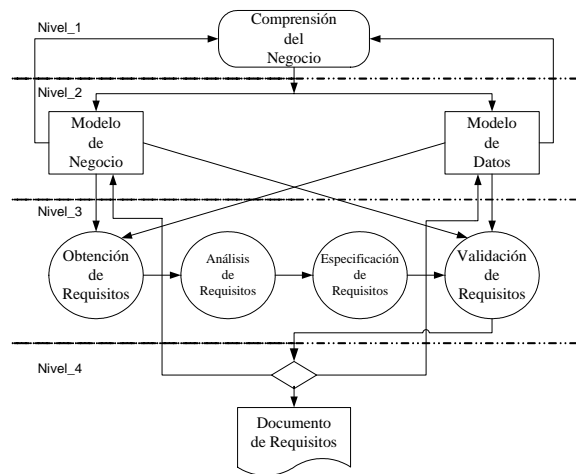 Nivel_1
Comprensión
del
Negocio
Nivel_2
Modelo
de
Negocio
Modelo
de
Datos
Nivel_3
Obtención
de
Requisitos
Análisis
de
Requisitos
Especificación
de
Requisitos
Validación
de
Requisitos
Nivel_4
Documento
de Requisitos